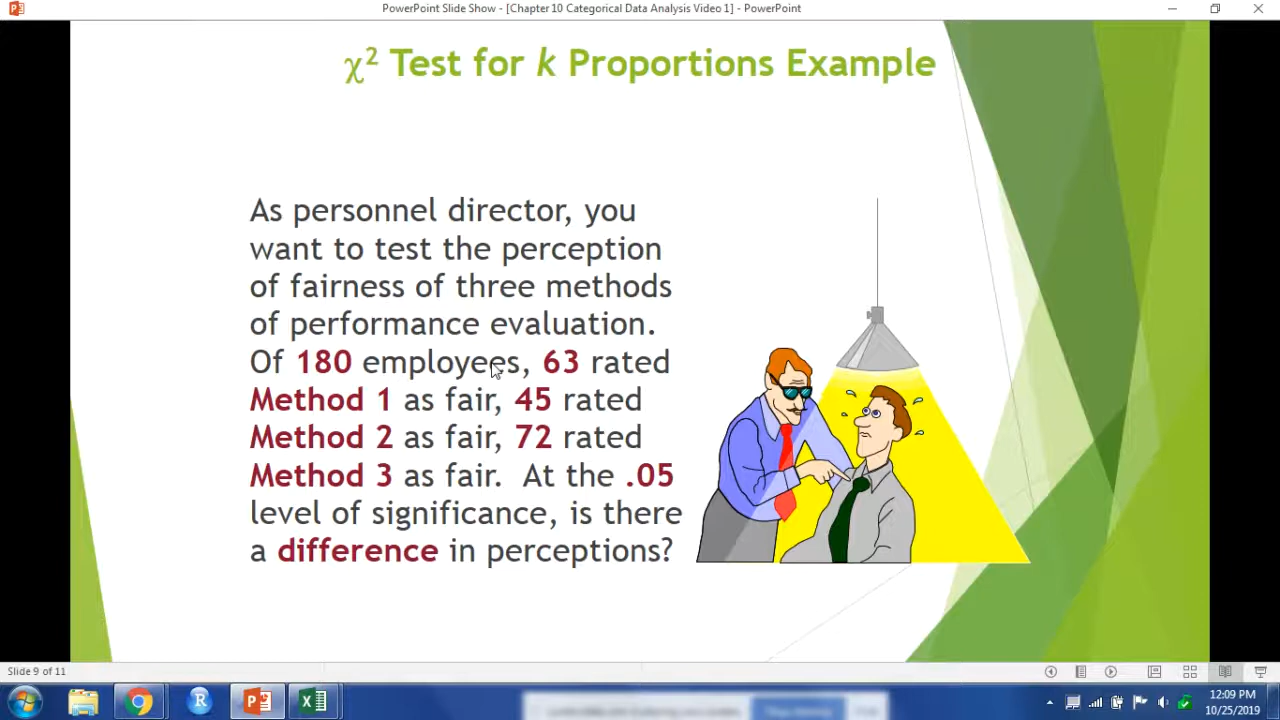 PowerPoint Slide Show - [Chapter 10 Categorical Data Analysis Video 1] - PowerPoint
χ² Test for k Proportions Example
As personnel director, you
want to test the perception
of fairness of three methods
of performance evaluation.
Of 180 employees, 63 rated
Method 1 as fair, 45 rated
Method 2 as fair, 72 rated
Method 3 as fair. At the .05
level of significance, is there
a difference in perceptions?
Slide 9 of 11
12:09 PM
10/25/2019